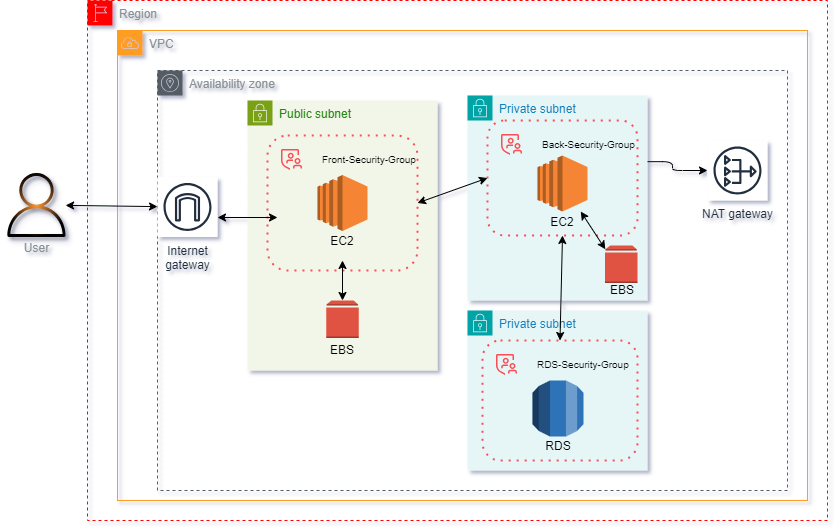 Region
VPC
Availability zone
Public subnet
Front-Security-Group
EC2
EBS
Private subnet
Back-Security-Group
EC2
EBS
NAT gateway
User
Internet
gateway
Private subnet
RDS-Security-Group
RDS